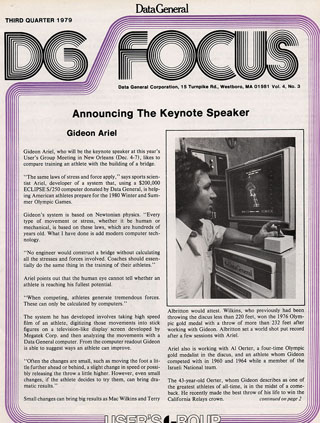 DataGeneral
THIRD QUARTER 1979
DG FOCUS
Data General Corporation, 15 Turnpike Rd., Westboro, MA 01581 Vol. 4, No. 3
Announcing The Keynote Speaker
Gideon Ariel
Gideon Ariel, who will be the keynote speaker at this year's
User's Group Meeting in New Orleans (Dec. 4-7), likes to
compare training an athlete with the building of a bridge.
"The same laws of stress and force apply," says sports scientist
Ariel, developer of a system that, using a $200,000
ECLIPSE S/250 computer donated by Data General, is helping
American athletes prepare for the 1980 Winter and Summer
Olympic Games.
Gideon's system is based on Newtonian physics. "Every
type of movement or stress, whether it be human or
mechanical, is based on these laws, which are hundreds of
years old. What I have done is add modern computer technology.
"No engineer would construct a bridge without calculating
all the stresses and forces involved. Coaches should essentially
do the same thing in the training of their athletes."
Ariel points out that the human eye cannot tell whether an
athlete is reaching his fullest potential.
"When competing, athletes generate tremendous forces.
These can only be calculated by computers."
The system he has developed involves taking high speed
film of an athlete, digitizing those movements into stick
figures on a television-like display screen developed by
Megatek Corp. and then analyzing the movements with a
Data General computer. From the computer readout Gideon
is able to suggest ways an athlete can improve.
"Often the changes are small, such as moving the foot a little
further ahead or behind, a slight change in speed or possibly
releasing the throw a little higher. However, even small
changes, if the athlete decides to try them, can bring dramatic
results."
Small changes can bring big results as Mac Wilkins and Terry
Albritton would attest. Wilkins, who previously had been
throwing the discus less than 220 feet, won the 1976 Olympic
gold medal with a throw of more than 232 feet after
working with Gideon. Albritton set a world shot put record
after a few sessions with Ariel.
Ariel also is working with Al Oerter, a four-time Olympic
gold medalist in the discus, and an athlete whom Gideon
competed with in 1960 and 1964 while a member of the
Israeli National team.
The 43-year-old Oerter, whom Gideon describes as one of
the greatest athletes of all-time, is in the midst of a comeback.
He recently made the best throw of his life to win the
California Relays crown.
continued on page 2
USER'S GROUP